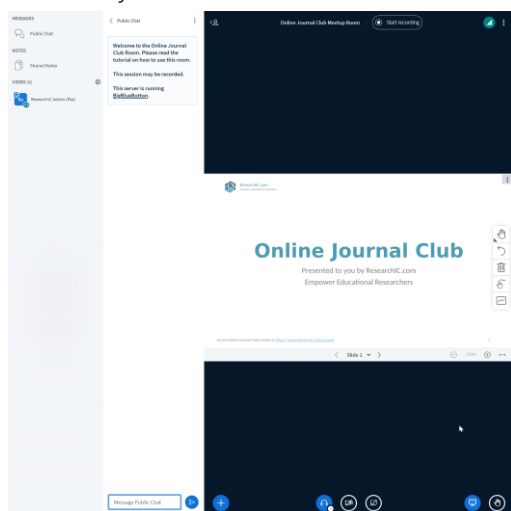 MESSAGES
Public Chat
NOTES
Shared Notes
USERS (1)
Public Chat
Welcome to the Online Journal
Club Room. Please read the
tutorial on how to use this room.
This session may be recorded.
This server is running
BigBlueButton.
Message Public Chat
Online Journal Club Meetup Room
Start recording
ResearchIC.com
Online Journal Club
Presented to you by ResearchIC.com
Empower Educational Researchers
Slide 1
100%